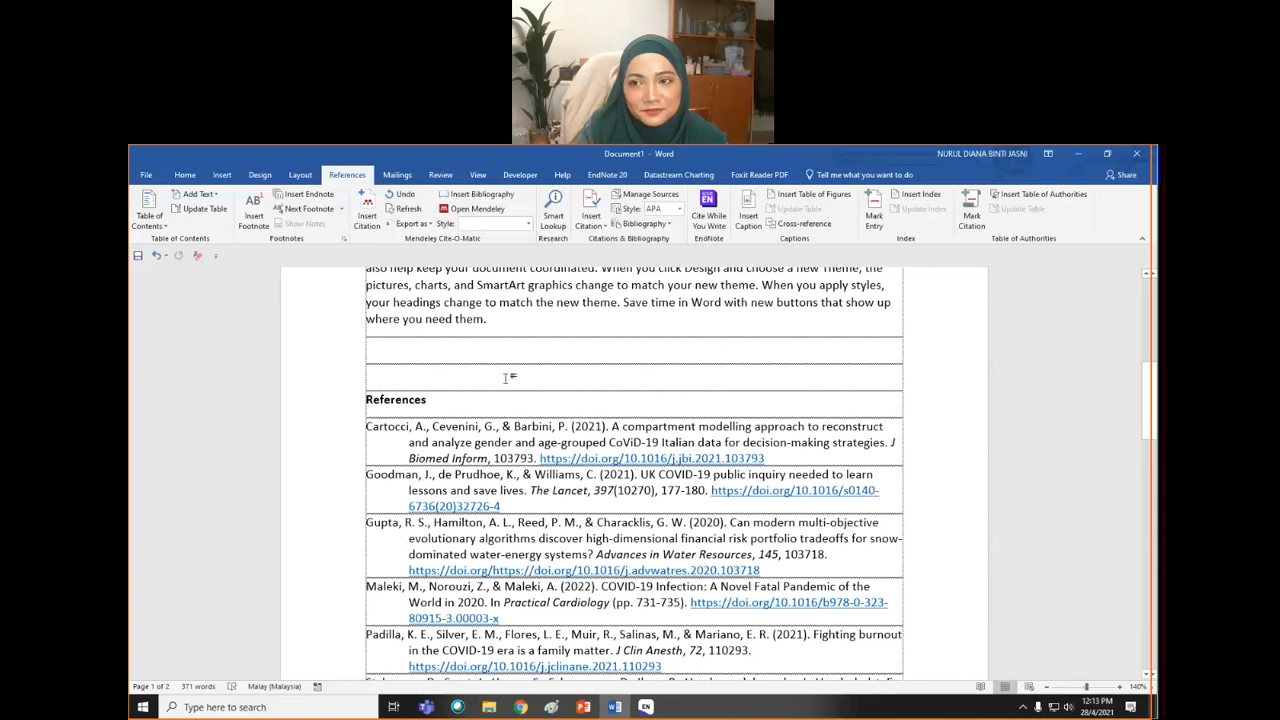 Document1 - Word
NURUL DIANA BINTI JASNI
File Home Insert Design Layout References Mailings Review View Developer Help EndNote 20 Datastream Charting Foxit Reader PDF Tell me what you want to do Share
Table of Contents
Add Text
Update Table
Table of Contents
AB
Insert Footnote
Insert Endnote
Next Footnote
Show Notes
Footnotes
Insert Citation
Undo
Refresh
Export as
Insert Bibliography
Open Mendeley
Style:
Mendeley Cite-O-Matic
Smart Lookup
Research
Insert Citation
Manage Sources
Style: APA
Bibliography
Citations & Bibliography
EN
Cite While You Write
EndNote
Insert Caption
Insert Table of Figures
Update Table
Cross-reference
Captions
Mark Entry
Insert Index
Update Index
Index
Mark Citation
Insert Table of Authorities
Update Table
Table of Authorities
also help keep your document coordinated. When you click Design and choose a new Theme, the
pictures, charts, and SmartArt graphics change to match your new theme. When you apply styles,
your headings change to match the new theme. Save time in Word with new buttons that show up
where you need them.
References
Cartocci, A., Cevenini, G., & Barbini, P. (2021). A compartment modelling approach to reconstruct
and analyze gender and age-grouped CoViD-19 Italian data for decision-making strategies. J
Biomed Inform, 103793. https://doi.org/10.1016/j.jbi.2021.103793
Goodman, J., de Prudhoe, K., & Williams, C. (2021). UK COVID-19 public inquiry needed to learn
lessons and save lives. The Lancet, 397(10270), 177-180. https://doi.org/10.1016/s0140-
6736(20)32726-4
Gupta, R. S., Hamilton, A. L., Reed, P. M., & Characklis, G. W. (2020). Can modern multi-objective
evolutionary algorithms discover high-dimensional financial risk portfolio tradeoffs for snow-
dominated water-energy systems? Advances in Water Resources, 145, 103718.
https://doi.org/https://doi.org/10.1016/j.advwatres.2020.103718
Maleki, M., Norouzi, Z., & Maleki, A. (2022). COVID-19 Infection: A Novel Fatal Pandemic of the
World in 2020. In Practical Cardiology (pp. 731-735). https://doi.org/10.1016/b978-0-323-
80915-3.00003-x
Padilla, K. E., Silver, E. M., Flores, L. E., Muir, R., Salinas, M., & Mariano, E. R. (2021). Fighting burnout
in the COVID-19 era is a family matter. J Clin Anesth, 72, 110293.
https://doi.org/10.1016/j.jclinane.2021.110293
Page 1 of 2 371 words Malay (Malaysia) 140%
Type here to search
EN
12:13 PM
28/4/2021